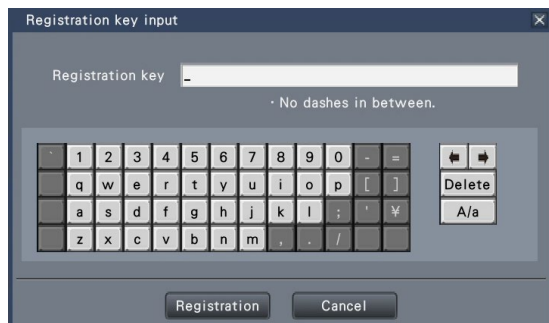 Registration key input ×
Registration key _
· No dashes in between.
` 1 2 3 4 5 6 7 8 9 0 - =
q w e r t y u i o p [ ] Delete
a s d f g h j k l ; ' ¥ A/a
z x c v b n m , . /
Registration Cancel